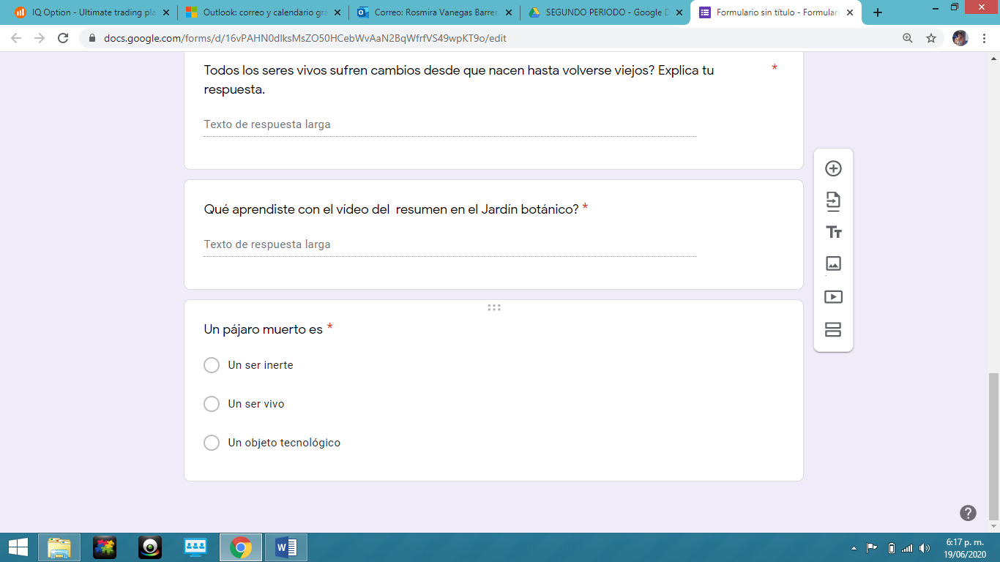 IQ Option - Ultimate trading pla
Outlook: correo y calendario gra
Correo: Rosmira Vanegas Barrer
SEGUNDO PERIODO - Google D
Formulario sin título - Formular
docs.google.com/forms/d/16vPAHN0dlksMsZO50HCebWvAaN2BqWfrfVS49wpKT9o/edit
Todos los seres vivos sufren cambios desde que nacen hasta volverse viejos? Explica tu *
respuesta.
Texto de respuesta larga
Qué aprendiste con el vídeo del  resumen en el Jardín botánico? *
Texto de respuesta larga
Un pájaro muerto es *
Un ser inerte
Un ser vivo
Un objeto tecnológico
6:17 p. m.
19/06/2020